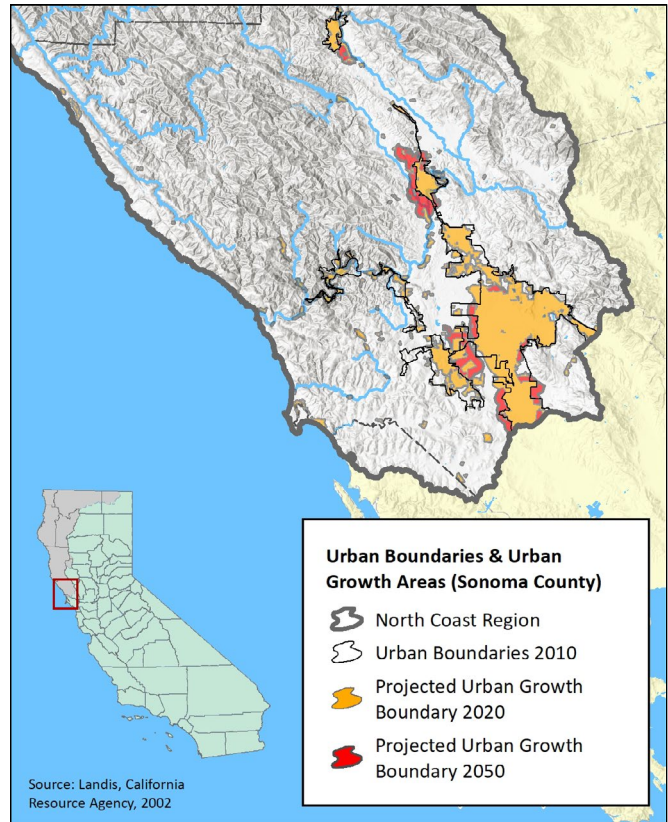 Urban Boundaries & Urban
Growth Areas (Sonoma County)
North Coast Region
Urban Boundaries 2010
Projected Urban Growth
Boundary 2020
Projected Urban Growth
Boundary 2050
Source: Landis, California
Resource Agency, 2002